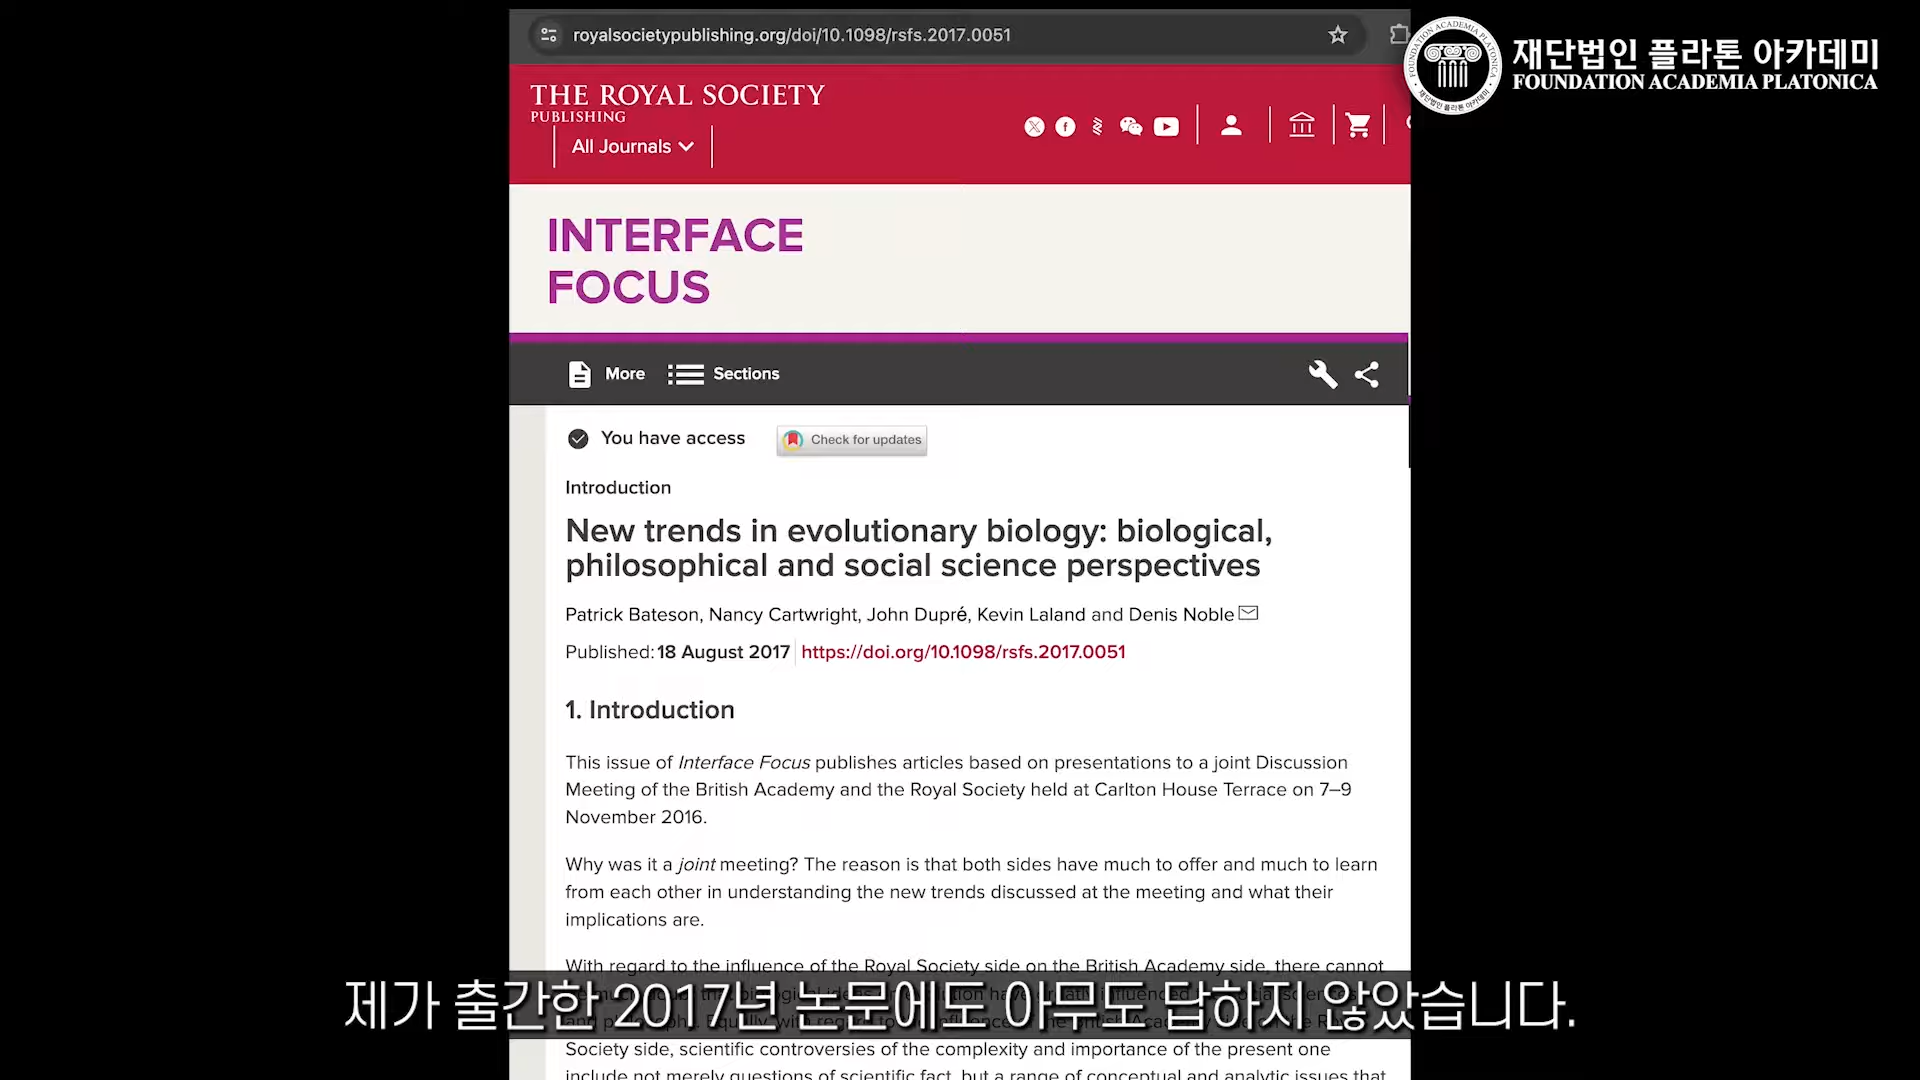 royalsocietypublishing.org/doi/10.1098/rsfs.2017.0051
재단법인 플라톤 아카데미
FOUNDATION ACADEMIA PLATONICA
THE ROYAL SOCIETY
PUBLISHING
All Journals
INTERFACE
FOCUS
More
Sections
You have access
Check for updates
Introduction
New trends in evolutionary biology: biological,
philosophical and social science perspectives
Patrick Bateson, Nancy Cartwright, John Dupré, Kevin Laland and Denis Noble
Published: 18 August 2017
https://doi.org/10.1098/rsfs.2017.0051
1. Introduction
This issue of Interface Focus publishes articles based on presentations to a joint Discussion
Meeting of the British Academy and the Royal Society held at Carlton House Terrace on 7–9
November 2016.
Why was it a joint meeting? The reason is that both sides have much to offer and much to learn
from each other in understanding the new trends discussed at the meeting and what their
implications are.
With regard to the influence of the Royal Society side on the British Academy side, there cannot
제가 출간한 2017년 논문에도 아무도 답하지 않았습니다.
Society side, scientific controversies of the complexity and importance of the present one
include not merely questions of scientific fact, but a range of conceptual and analytic issues that